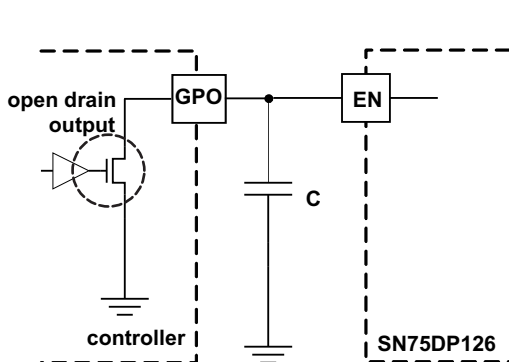 open drain
output
GPO
EN
C
controller
SN75DP126